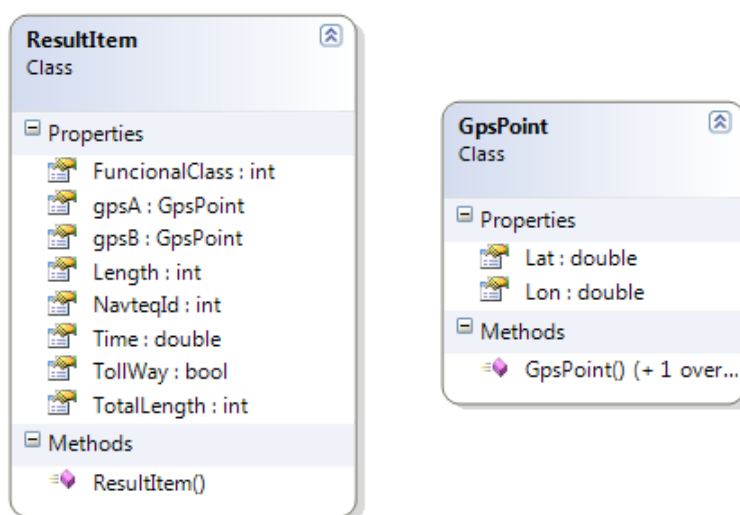 ResultItem
Class
Properties
FuncionalClass : int
gpsA : GpsPoint
gpsB : GpsPoint
Length : int
NavteqId : int
Time : double
TollWay : bool
TotalLength : int
Methods
ResultItem()
GpsPoint
Class
Properties
Lat : double
Lon : double
Methods
GpsPoint() (+ 1 over...